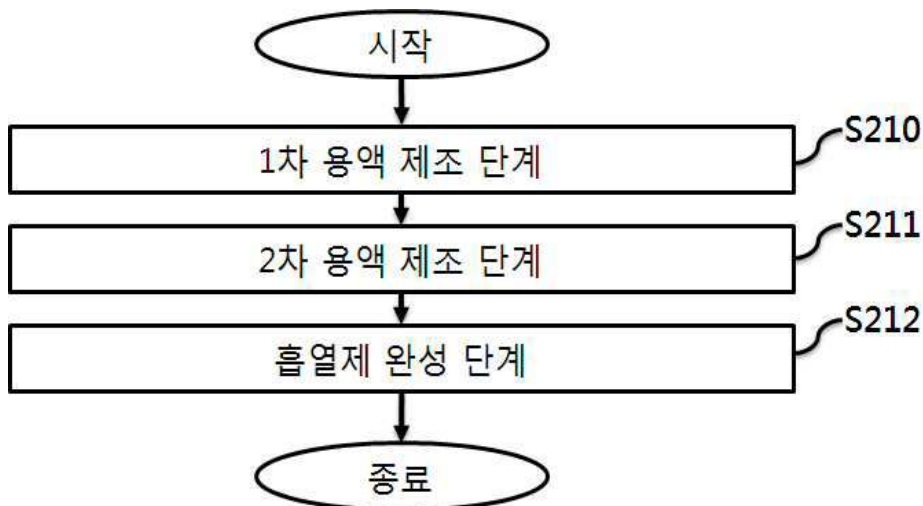 시작
1차 용액 제조 단계
S210
2차 용액 제조 단계
S211
흡열제 완성 단계
S212
종료